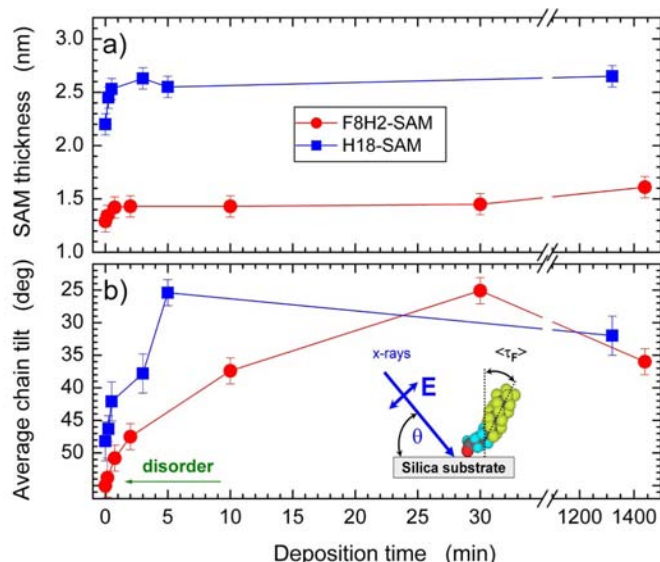 a)
SAM thickness (nm)
3.0
2.5
2.0
1.5
1.0
F8H2-SAM
H18-SAM
b)
Average chain tilt (deg)
25
30
35
40
45
50
disorder
x-rays
E
θ
<τF>
Silica substrate
0 5 10 15 20 25 30 35 1200 1400
Deposition time (min)